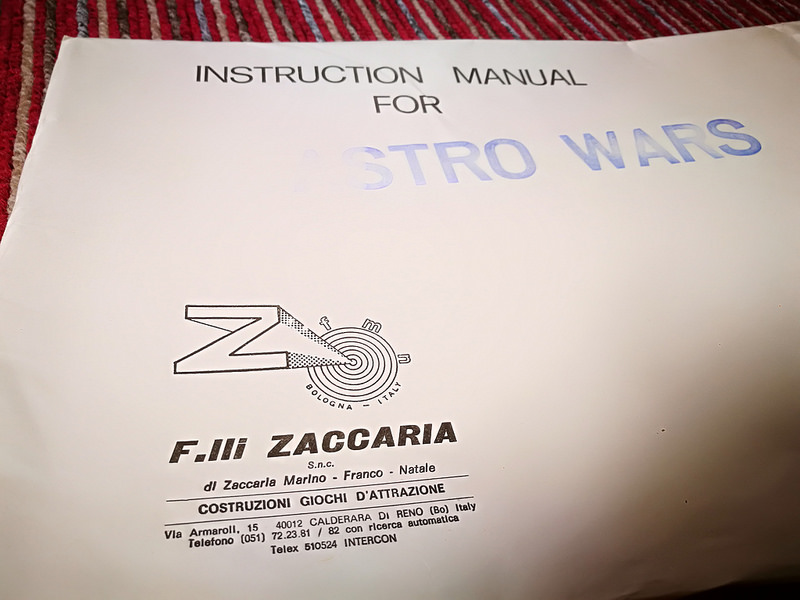 INSTRUCTION MANUAL
FOR
ASTRO WARS
Z
f m n
BOLOGNA - ITALY
F.lli ZACCARIA
S.n.c.
di Zaccaria Marino - Franco - Natale
COSTRUZIONI GIOCHI D'ATTRAZIONE
Via Armaroli, 15 40012 CALDERARA DI RENO (Bo) Italy
Telefono (051) 72.23.81 / 82 con ricerca automatica
Telex 510524 INTERCON